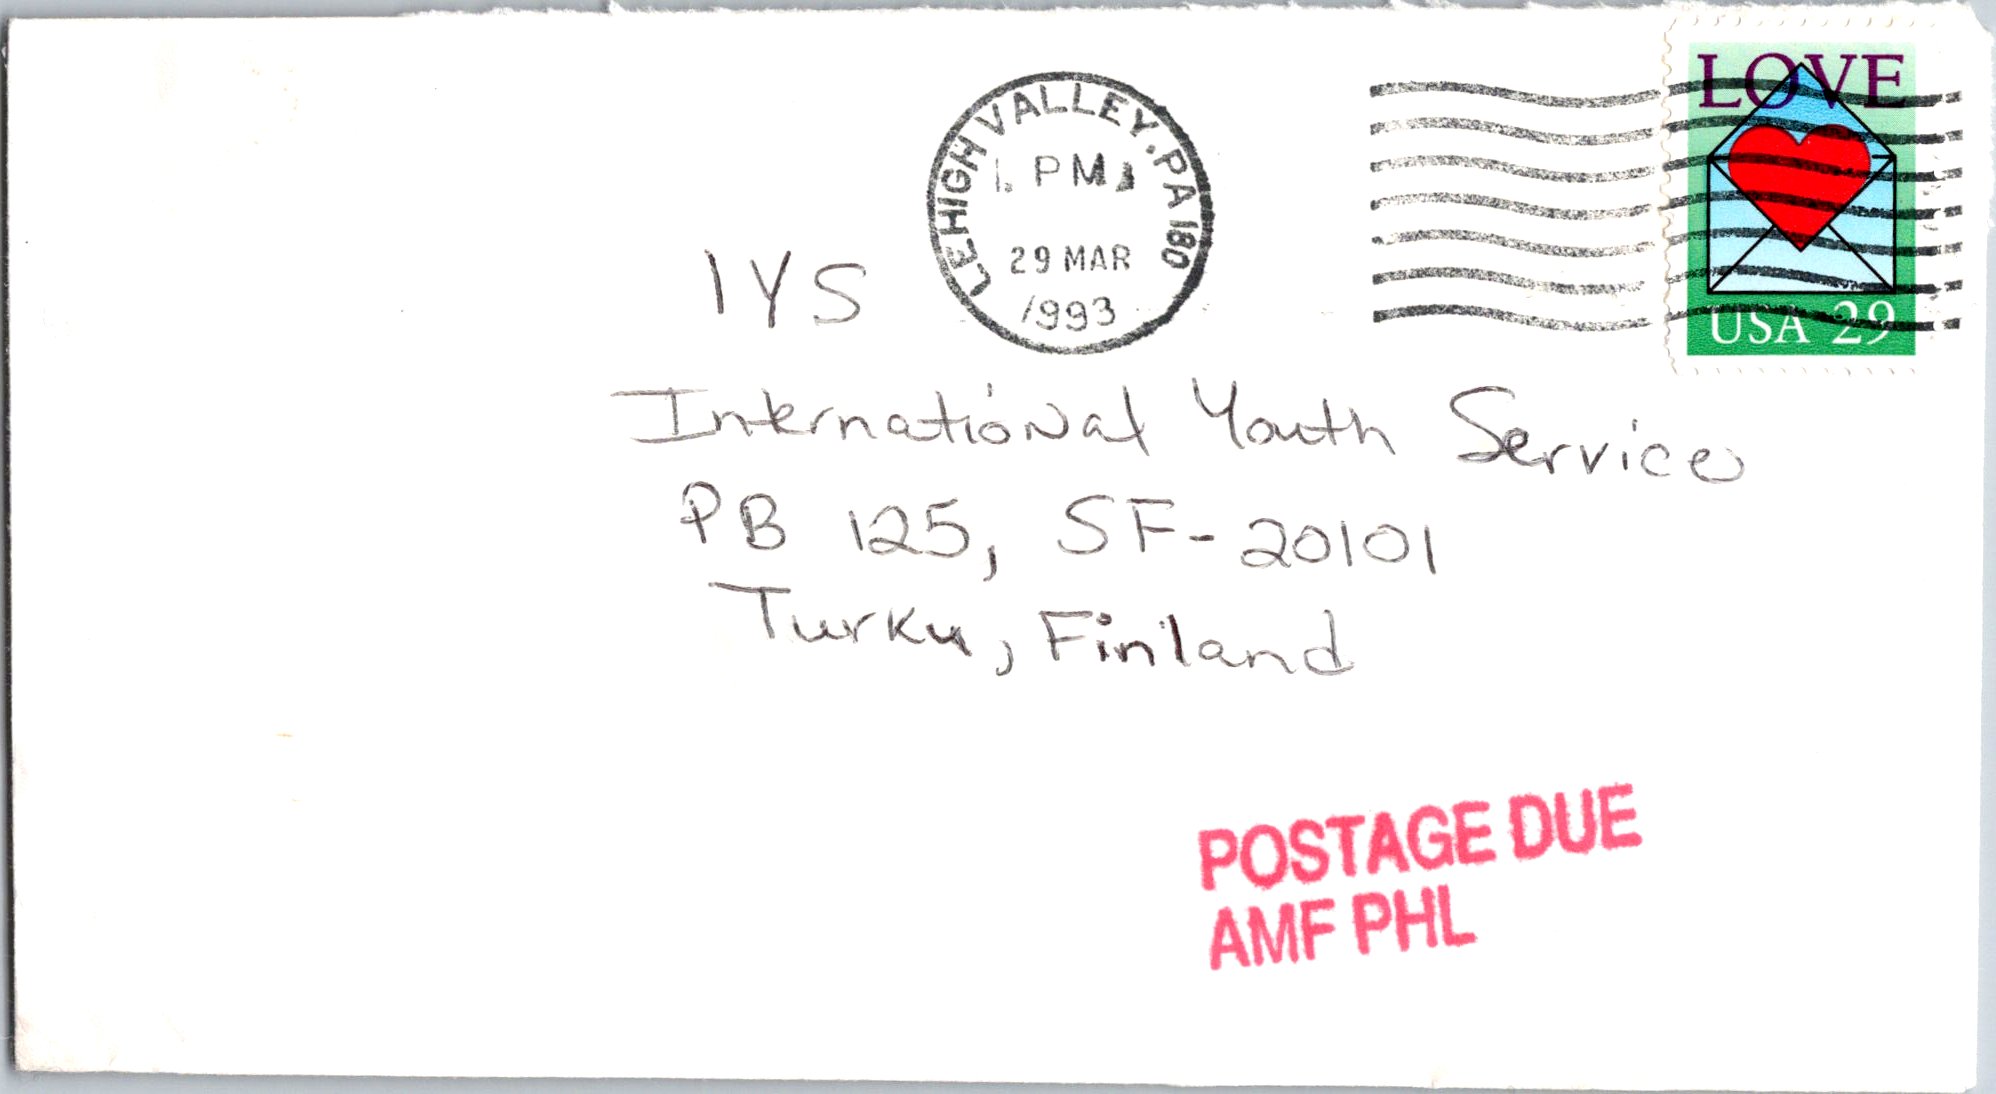 LOVE
USA 29
LEHIGH VALLEY, PA 180
PM
29 MAR
1993
IYS
International Youth Service
PB 125, SF-20101
Turku, Finland
POSTAGE DUE
AMF PHL